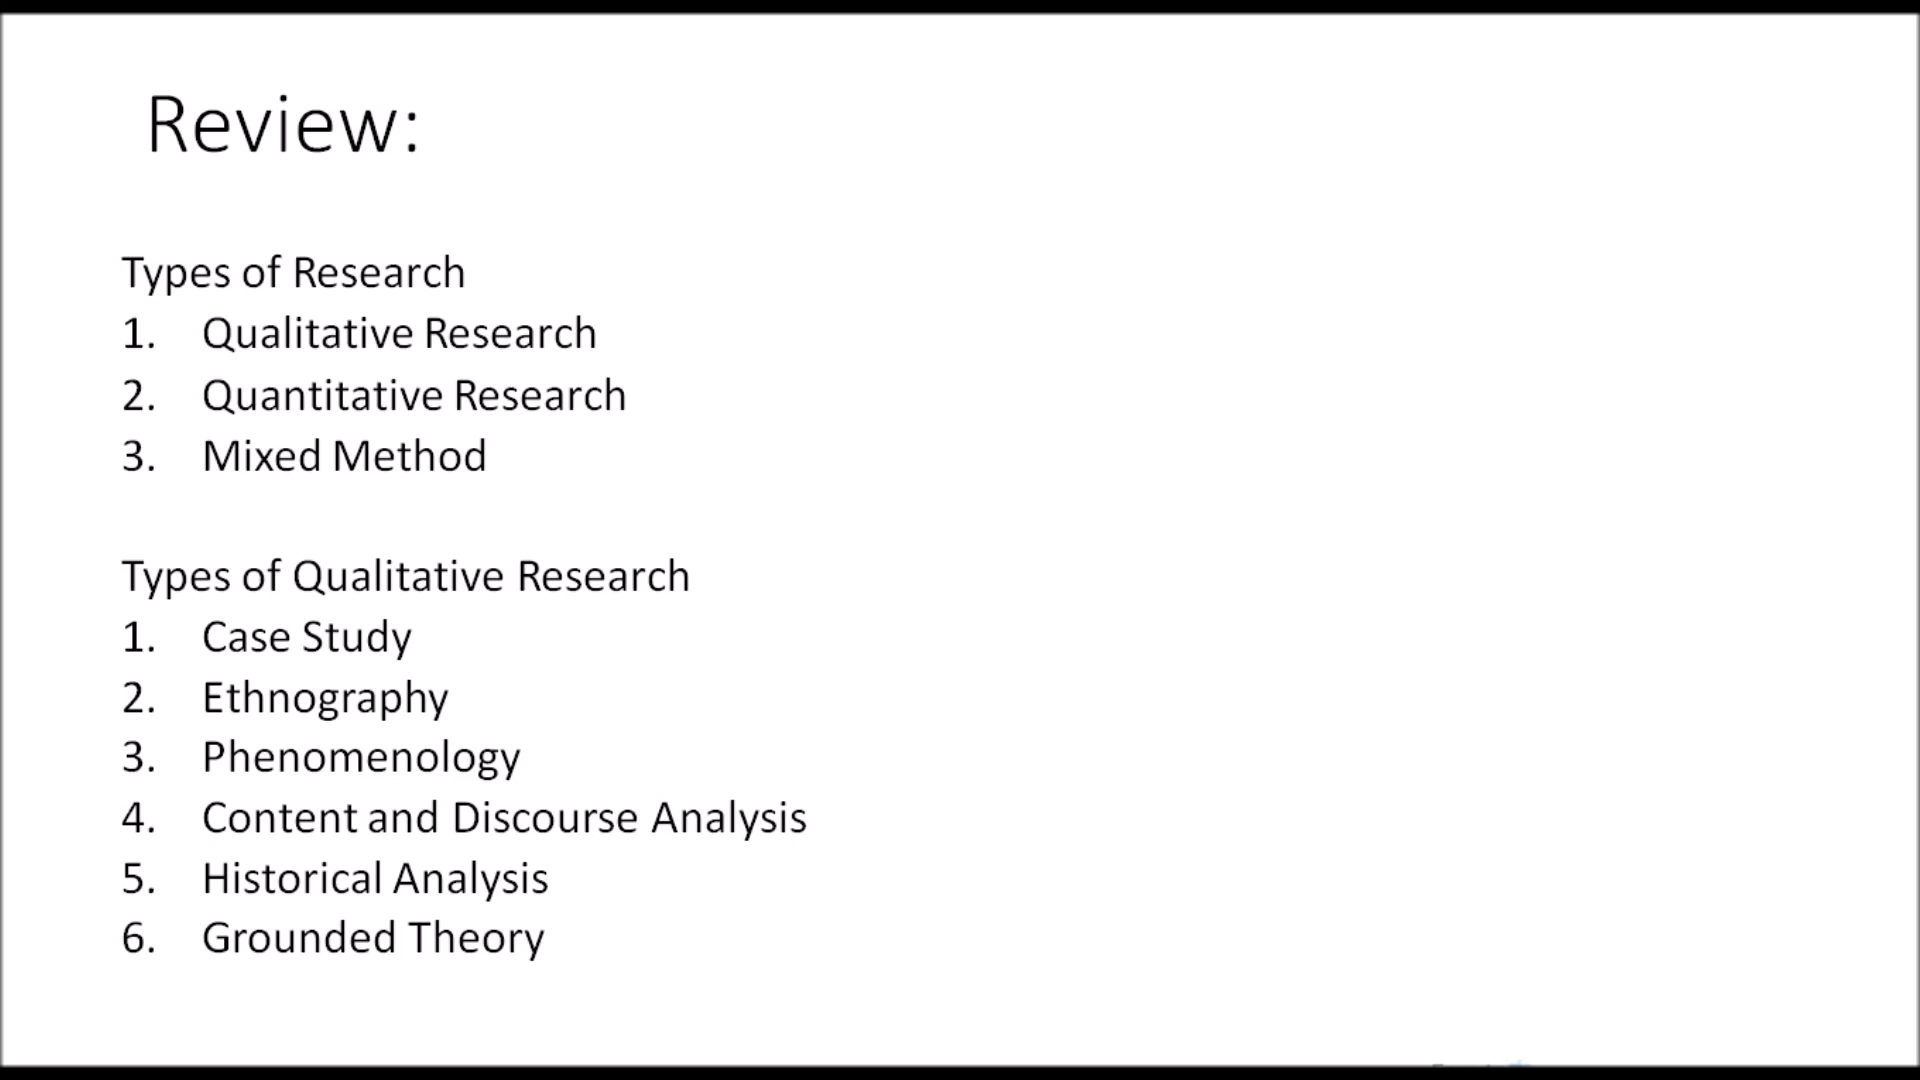 Review:
Types of Research
1. Qualitative Research
2. Quantitative Research
3. Mixed Method
Types of Qualitative Research
1. Case Study
2. Ethnography
3. Phenomenology
4. Content and Discourse Analysis
5. Historical Analysis
6. Grounded Theory